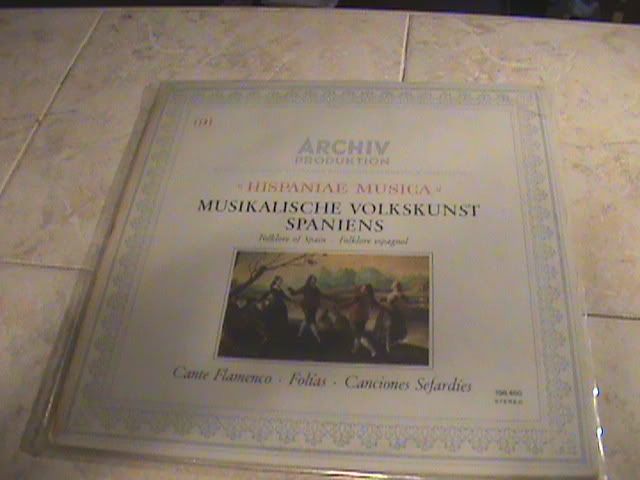 ARCHIV
PRODUKTION
»HISPANIAE MUSICA«
MUSIKALISCHE VOLKSKUNST
SPANIENS
Folklore of Spain · Folklore espagnol
Cante Flamenco · Folías · Canciones Sefardíes
STEREO